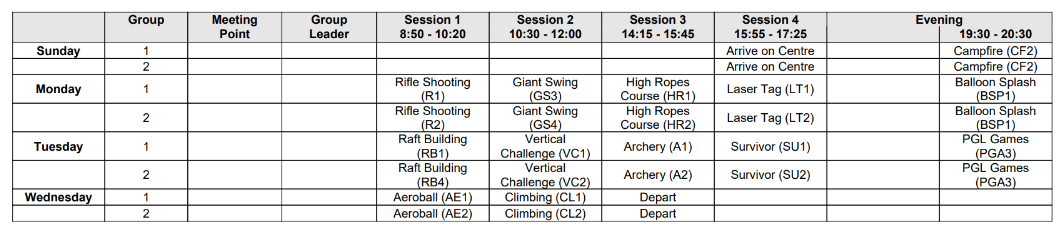 Group Meeting Point Group Leader Session 1 8:50 - 10:20 Session 2 10:30 - 12:00 Session 3 14:15 - 15:45 Session 4 15:55 - 17:25 Evening 19:30 - 20:30
Sunday 1 Arrive on Centre Campfire (CF2)
2 Arrive on Centre Campfire (CF2)
Monday 1 Rifle Shooting (R1) Giant Swing (GS3) High Ropes Course (HR1) Laser Tag (LT1) Balloon Splash (BSP1)
2 Rifle Shooting (R2) Giant Swing (GS4) High Ropes Course (HR2) Laser Tag (LT2) Balloon Splash (BSP1)
Tuesday 1 Raft Building (RB1) Vertical Challenge (VC1) Archery (A1) Survivor (SU1) PGL Games (PGA3)
2 Raft Building (RB4) Vertical Challenge (VC2) Archery (A2) Survivor (SU2) PGL Games (PGA3)
Wednesday 1 Aeroball (AE1) Climbing (CL1) Depart
2 Aeroball (AE2) Climbing (CL2) Depart